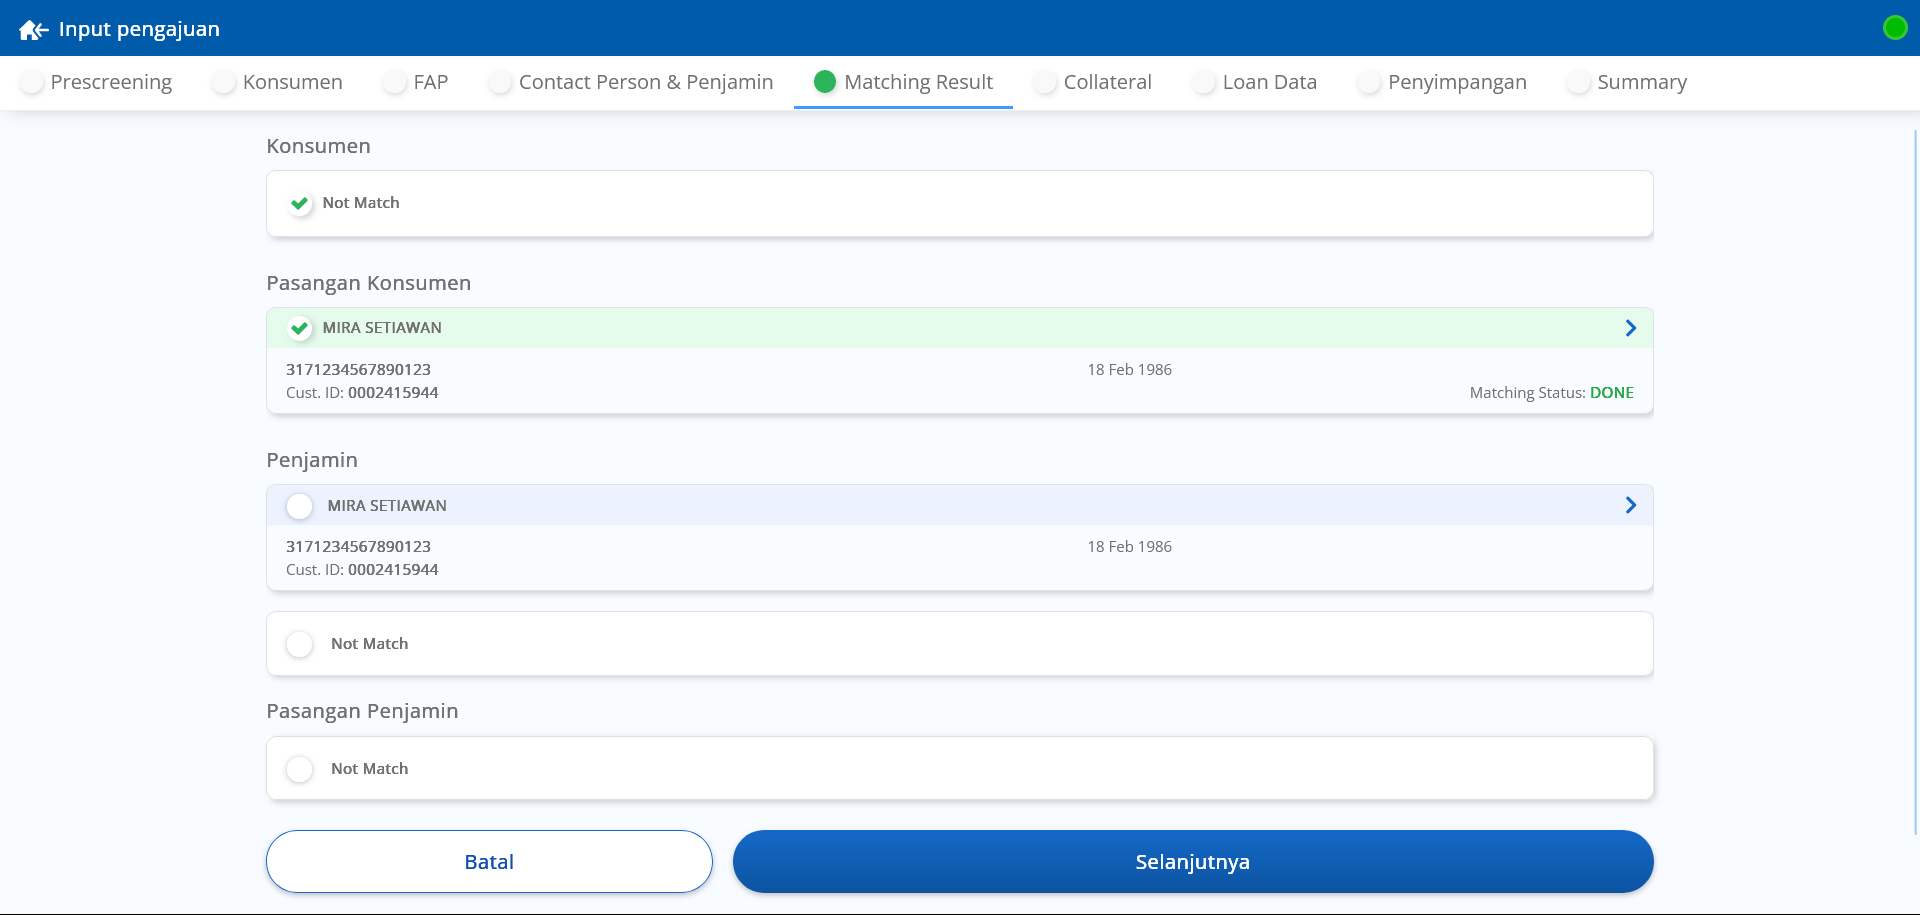 Input pengajuan
Prescreening Konsumen FAP Contact Person & Penjamin Matching Result Collateral Loan Data Penyimpangan Summary
Konsumen
Not Match
Pasangan Konsumen
MIRA SETIAWAN
3171234567890123 18 Feb 1986
Cust. ID: 0002415944 Matching Status: DONE
Penjamin
MIRA SETIAWAN
3171234567890123 18 Feb 1986
Cust. ID: 0002415944
Not Match
Pasangan Penjamin
Not Match
Batal Selanjutnya